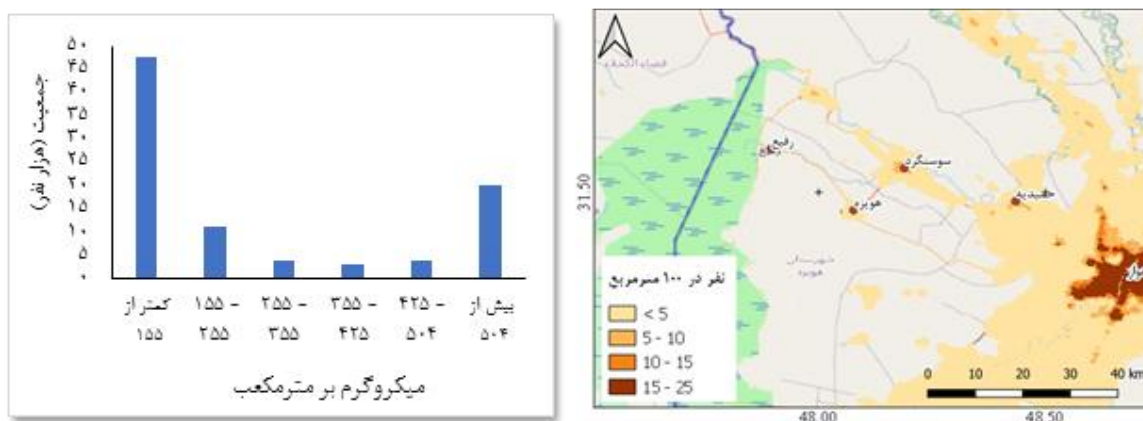 جمعیت (هزار نفر)
۵۰
۴۵
۴۰
۳۵
۳۰
۲۵
۲۰
۱۵
۱۰
۵
۰
کمتر از ۱۵۵
۱۵۵ - ۲۵۵
۲۵۵ - ۳۵۵
۳۵۵ - ۴۲۵
۴۲۵ - ۵۰۴
بیش از ۵۰۴
میکروگرم بر مترمکعب
رفیع
سوسنگرد
هویزه
حمیدیه
شهرستان
هویزه
31.50
نفر در ۱۰۰ مترمربع
< 5
5 - 10
10 - 15
15 - 25
0 10 20 30 40 km
48.00
48.50